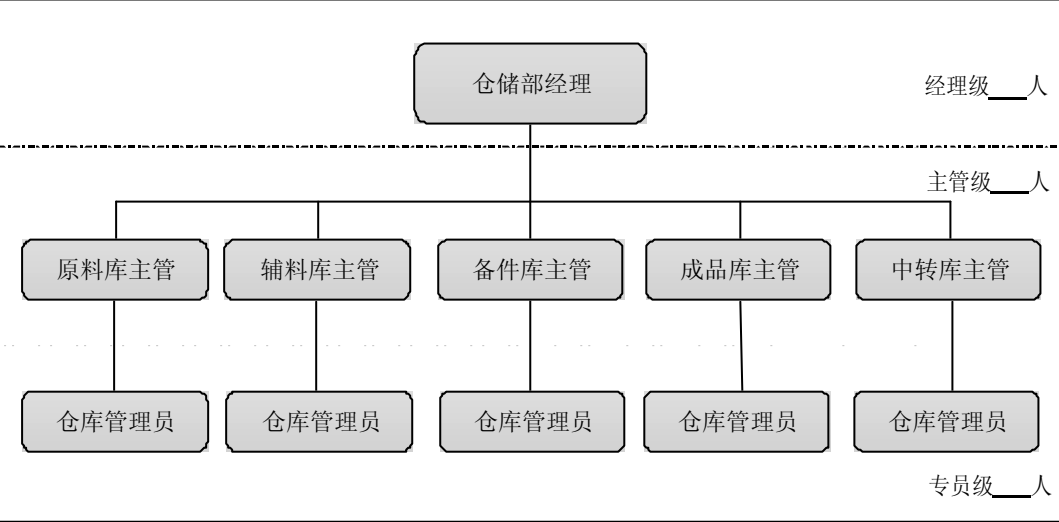 仓储部经理
经理级___人
主管级___人
原料库主管
辅料库主管
备件库主管
成品库主管
中转库主管
仓库管理员
仓库管理员
仓库管理员
仓库管理员
仓库管理员
专员级___人